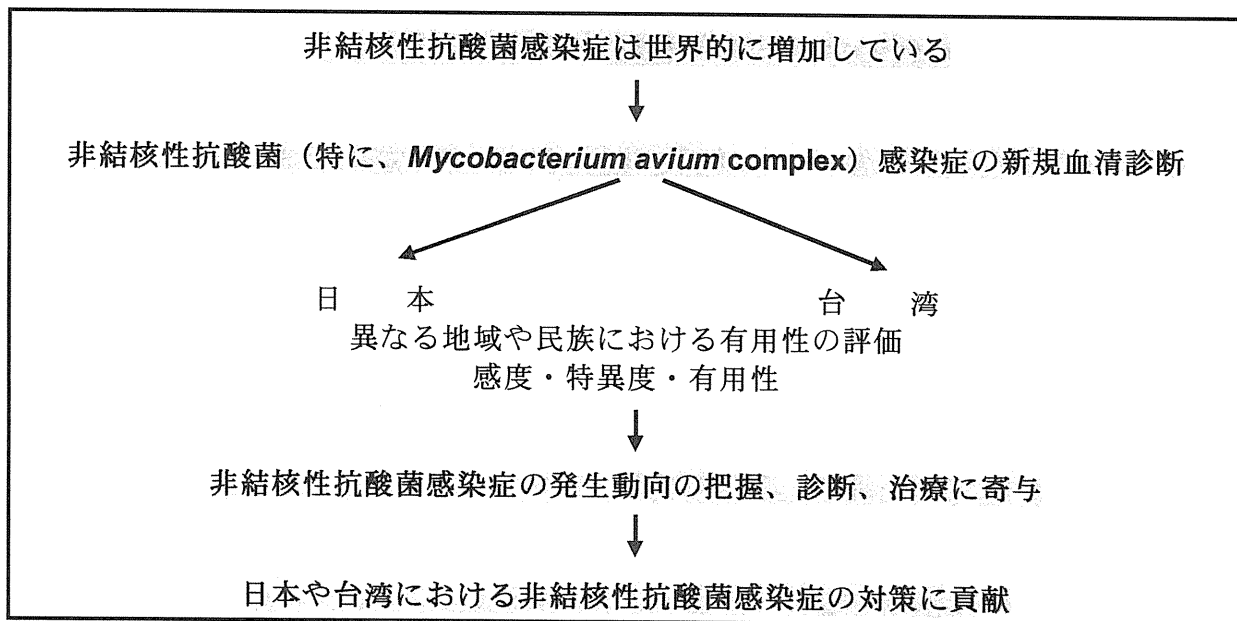 非結核性抗酸菌感染症は世界的に増加している
非結核性抗酸菌（特に、Mycobacterium avium complex）感染症の新規血清診断
日　本　台　湾
異なる地域や民族における有用性の評価
感度・特異度・有用性
非結核性抗酸菌感染症の発生動向の把握、診断、治療に寄与
日本や台湾における非結核性抗酸菌感染症の対策に貢献